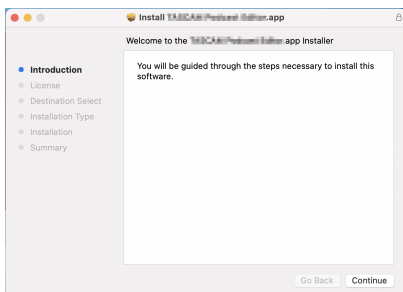 Install .app
Welcome to the .app Installer
Introduction
License
Destination Select
Installation Type
Installation
Summary
You will be guided through the steps necessary to install this
software.
Go Back
Continue